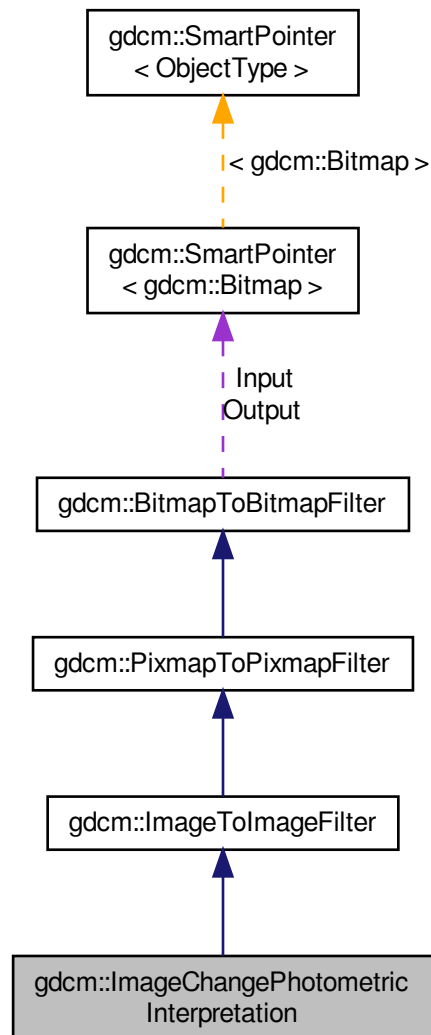 gdcm::SmartPointer
< ObjectType >
< gdcm::Bitmap >
gdcm::SmartPointer
< gdcm::Bitmap >
Input
Output
gdcm::BitmapToBitmapFilter
gdcm::PixmapToPixmapFilter
gdcm::ImageToImageFilter
gdcm::ImageChangePhotometric
Interpretation